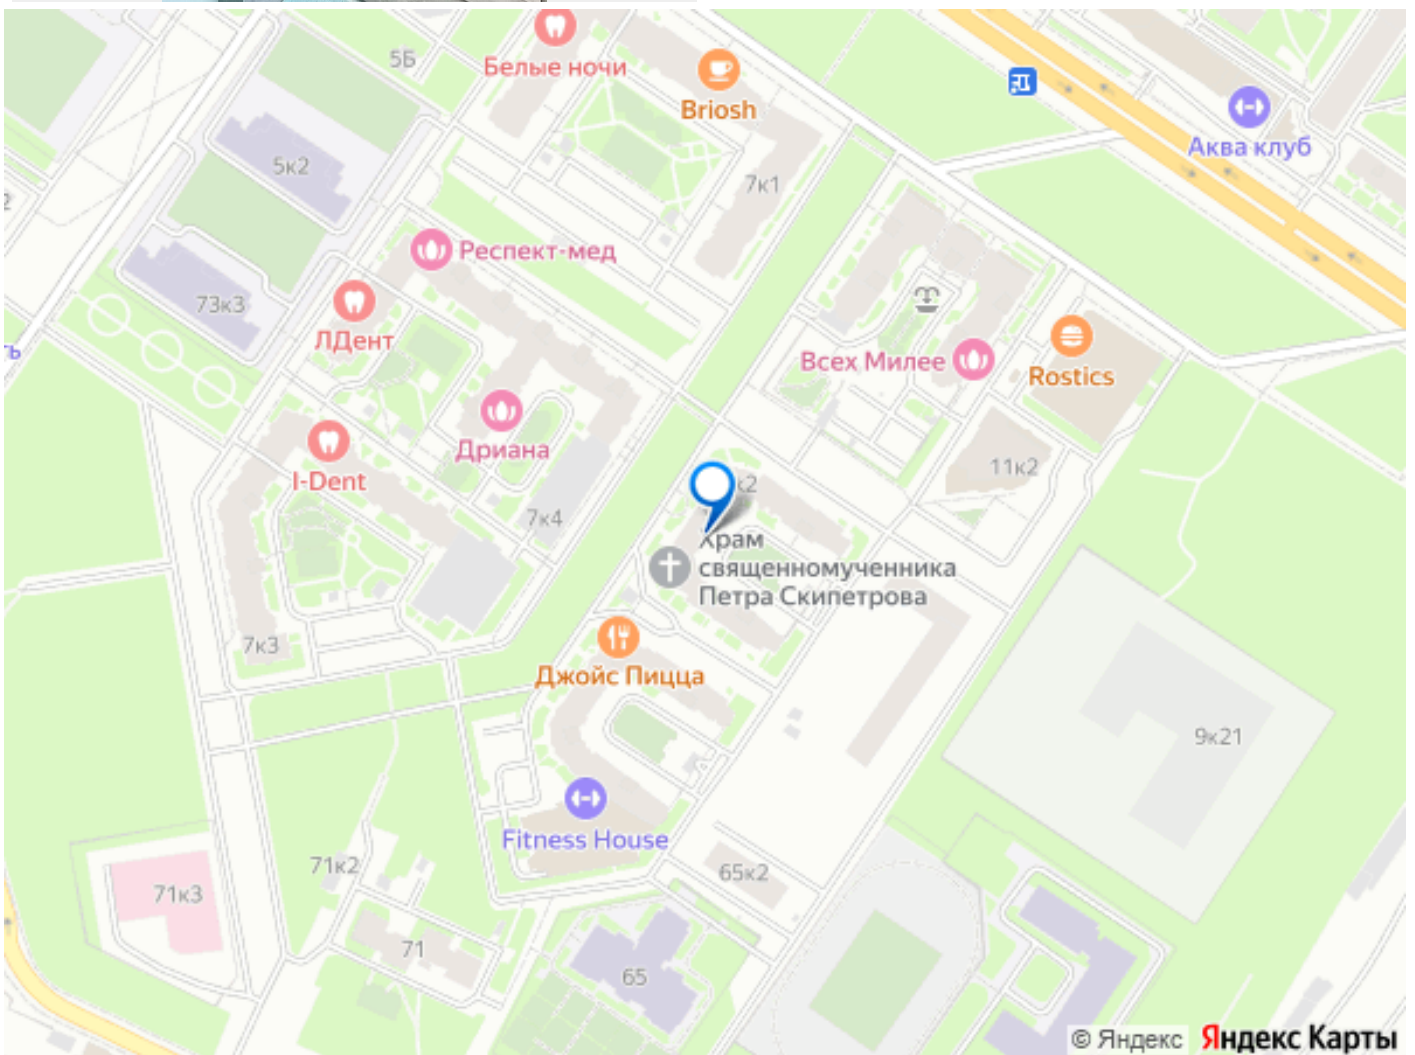 5Б
Белые ночи
Briosh
Аква клуб
5к2
7к1
Респект-мед
73к3
ЛДент
Всех Милее
Rostics
Дриана
I-Dent
11к2
к2
7к4
Храм
священномученника
Петра Скипетрова
7к3
Джойс Пицца
9к21
Fitness House
71к2
65к2
71к3
71
65
© Яндекс Яндекс Карты